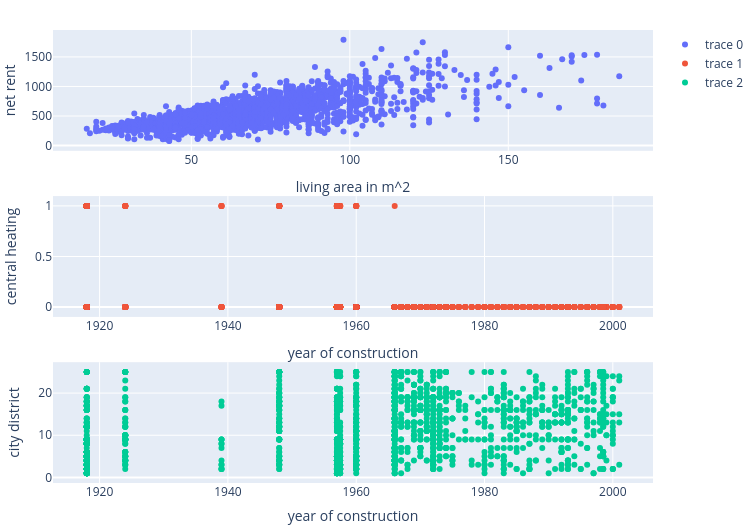 net rent
1500
1000
500
0
50
100
150
living area in m^2
trace 0
trace 1
trace 2
central heating
1
0.5
0
1920
1940
1960
1980
2000
year of construction
city district
20
10
0
1920
1940
1960
1980
2000
year of construction